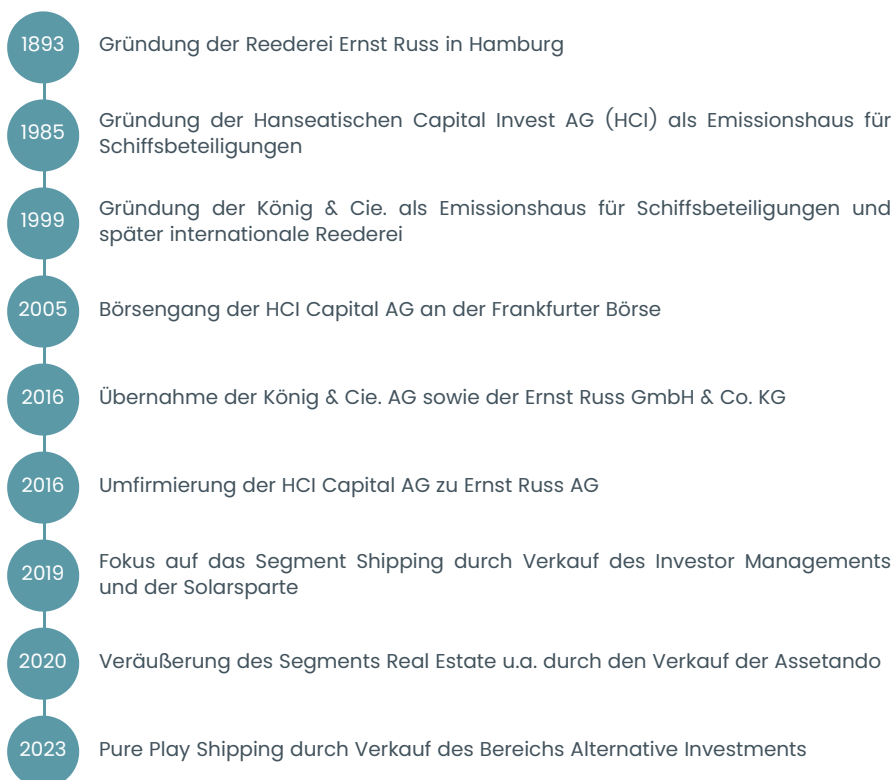 1893 Gründung der Reederei Ernst Russ in Hamburg
1985 Gründung der Hanseatischen Capital Invest AG (HCI) als Emissionshaus für
Schiffsbeteiligungen
1999 Gründung der König & Cie. als Emissionshaus für Schiffsbeteiligungen und
später internationale Reederei
2005 Börsengang der HCI Capital AG an der Frankfurter Börse
2016 Übernahme der König & Cie. AG sowie der Ernst Russ GmbH & Co. KG
2016 Umfirmierung der HCI Capital AG zu Ernst Russ AG
2019 Fokus auf das Segment Shipping durch Verkauf des Investor Managements
und der Solarsparte
2020 Veräußerung des Segments Real Estate u.a. durch den Verkauf der Assetando
2023 Pure Play Shipping durch Verkauf des Bereichs Alternative Investments